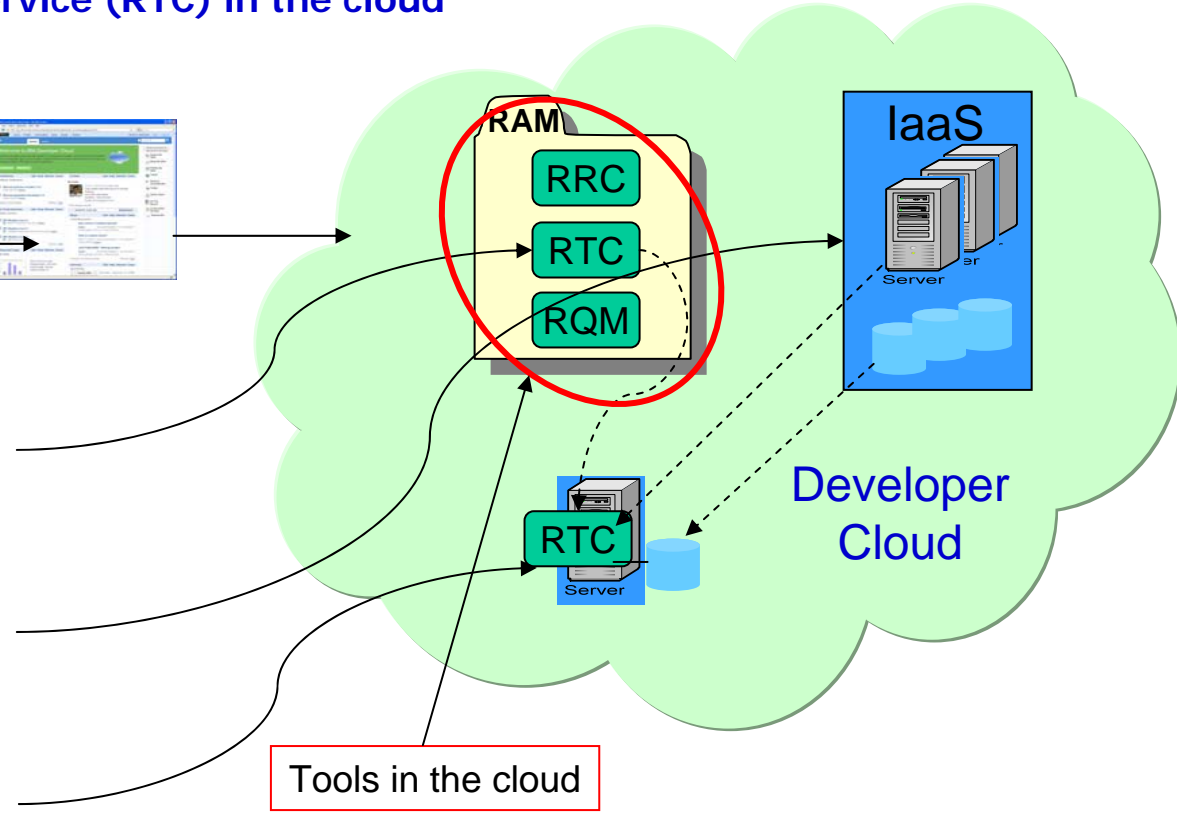 rvice (RTC) in the cloud
RAM
RRC
RTC
RQM
IaaS
Server
er
Developer
Cloud
RTC
Server
Tools in the cloud